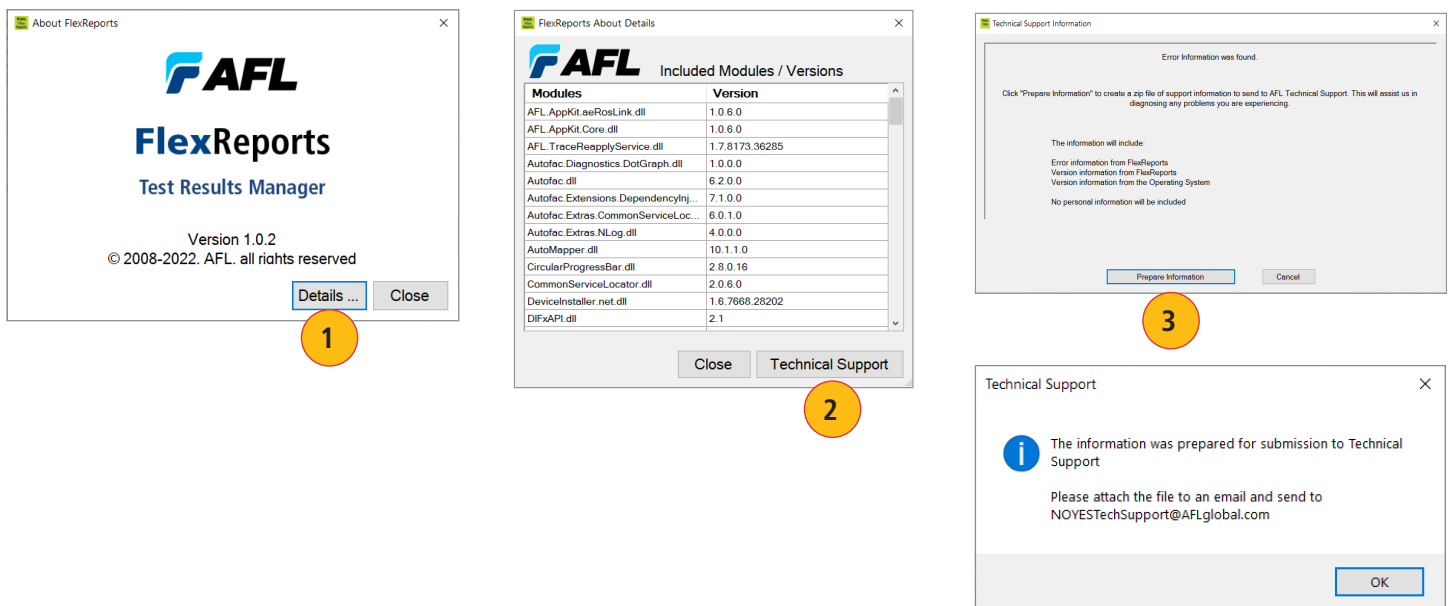 About FlexReports
AFL
FlexReports
Test Results Manager
Version 1.0.2
© 2008-2022. AFL. all rights reserved
Details ...
Close
1
FlexReports About Details
AFL
Included Modules / Versions
Modules Version
AFL.AppKit.aeRosLink.dll 1.0.6.0
AFL.AppKit.Core.dll 1.0.6.0
AFL.TraceReapplyService.dll 1.7.8173.36285
Autofac.Diagnostics.DotGraph.dll 1.0.0.0
Autofac.dll 6.2.0.0
Autofac.Extensions.DependencyInj... 7.1.0.0
Autofac.Extras.CommonServiceLoc... 6.0.1.0
Autofac.Extras.NLog.dll 4.0.0.0
AutoMapper.dll 10.1.1.0
CircularProgressBar.dll 2.8.0.16
CommonServiceLocator.dll 2.0.6.0
DeviceInstaller.net.dll 1.6.7668.28202
DIFxAPI.dll 2.1
Close
Technical Support
2
Technical Support Information
Error Information was found.
Click "Prepare Information" to create a zip file of support information to send to AFL Technical Support. This will assist us in
diagnosing any problems you are experiencing.
The information will include:
Error information from FlexReports
Version information from FlexReports
Version information from the Operating System
No personal information will be included
Prepare Information
Cancel
3
Technical Support
The information was prepared for submission to Technical
Support
Please attach the file to an email and send to
NOYESTechSupport@AFLglobal.com
OK